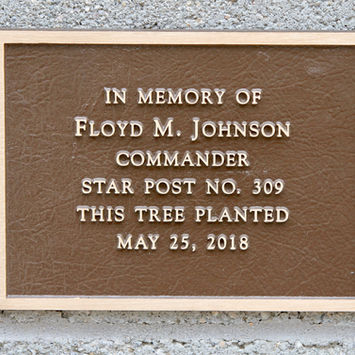 IN MEMORY OF
FLOYD M. JOHNSON
COMMANDER
STAR POST NO. 309
THIS TREE PLANTED
MAY 25, 2018